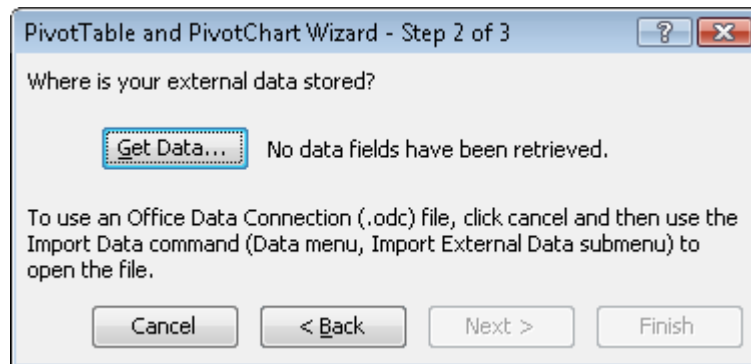 PivotTable and PivotChart Wizard - Step 2 of 3
Where is your external data stored?
Get Data... No data fields have been retrieved.
To use an Office Data Connection (.odc) file, click cancel and then use the
Import Data command (Data menu, Import External Data submenu) to
open the file.
Cancel < Back Next > Finish